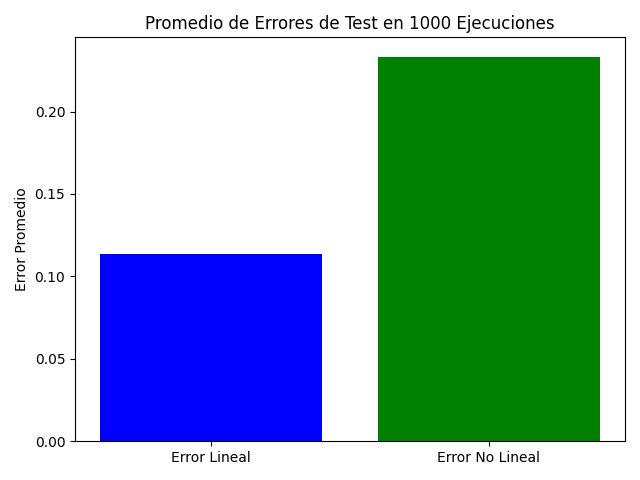 Promedio de Errores de Test en 1000 Ejecuciones
Error Promedio
0.20
0.15
0.10
0.05
0.00
Error Lineal
Error No Lineal